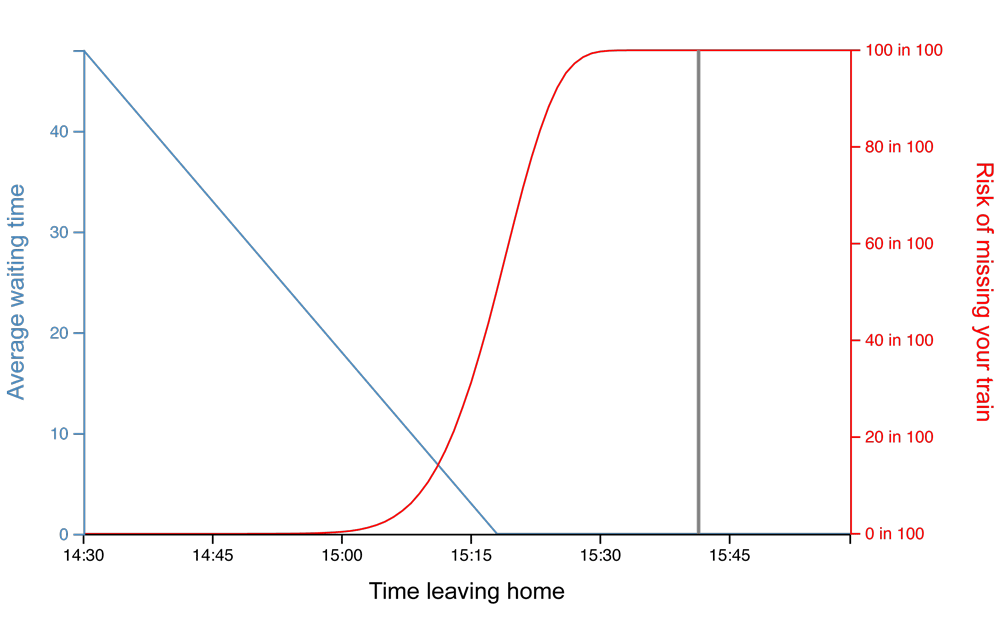 Average waiting time
40
30
20
10
0
14:30
14:45
15:00
15:15
15:30
15:45
Time leaving home
100 in 100
80 in 100
60 in 100
40 in 100
20 in 100
0 in 100
Risk of missing your train